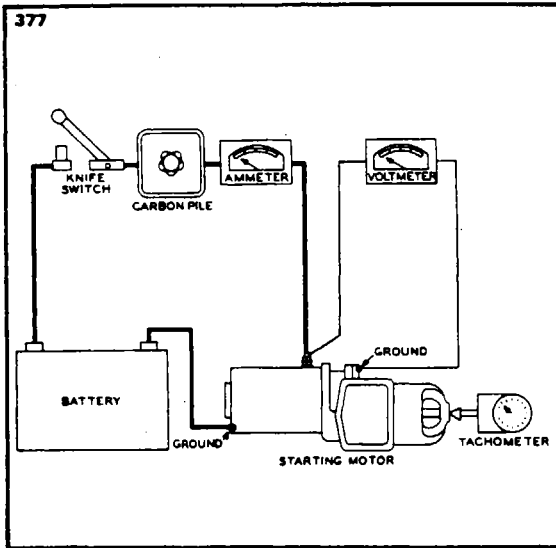 377
KNIFE
SWITCH
CARBON PILE
AMMETER
VOLTMETER
GROUND
BATTERY
GROUND
STARTING MOTOR
TACHOMETER